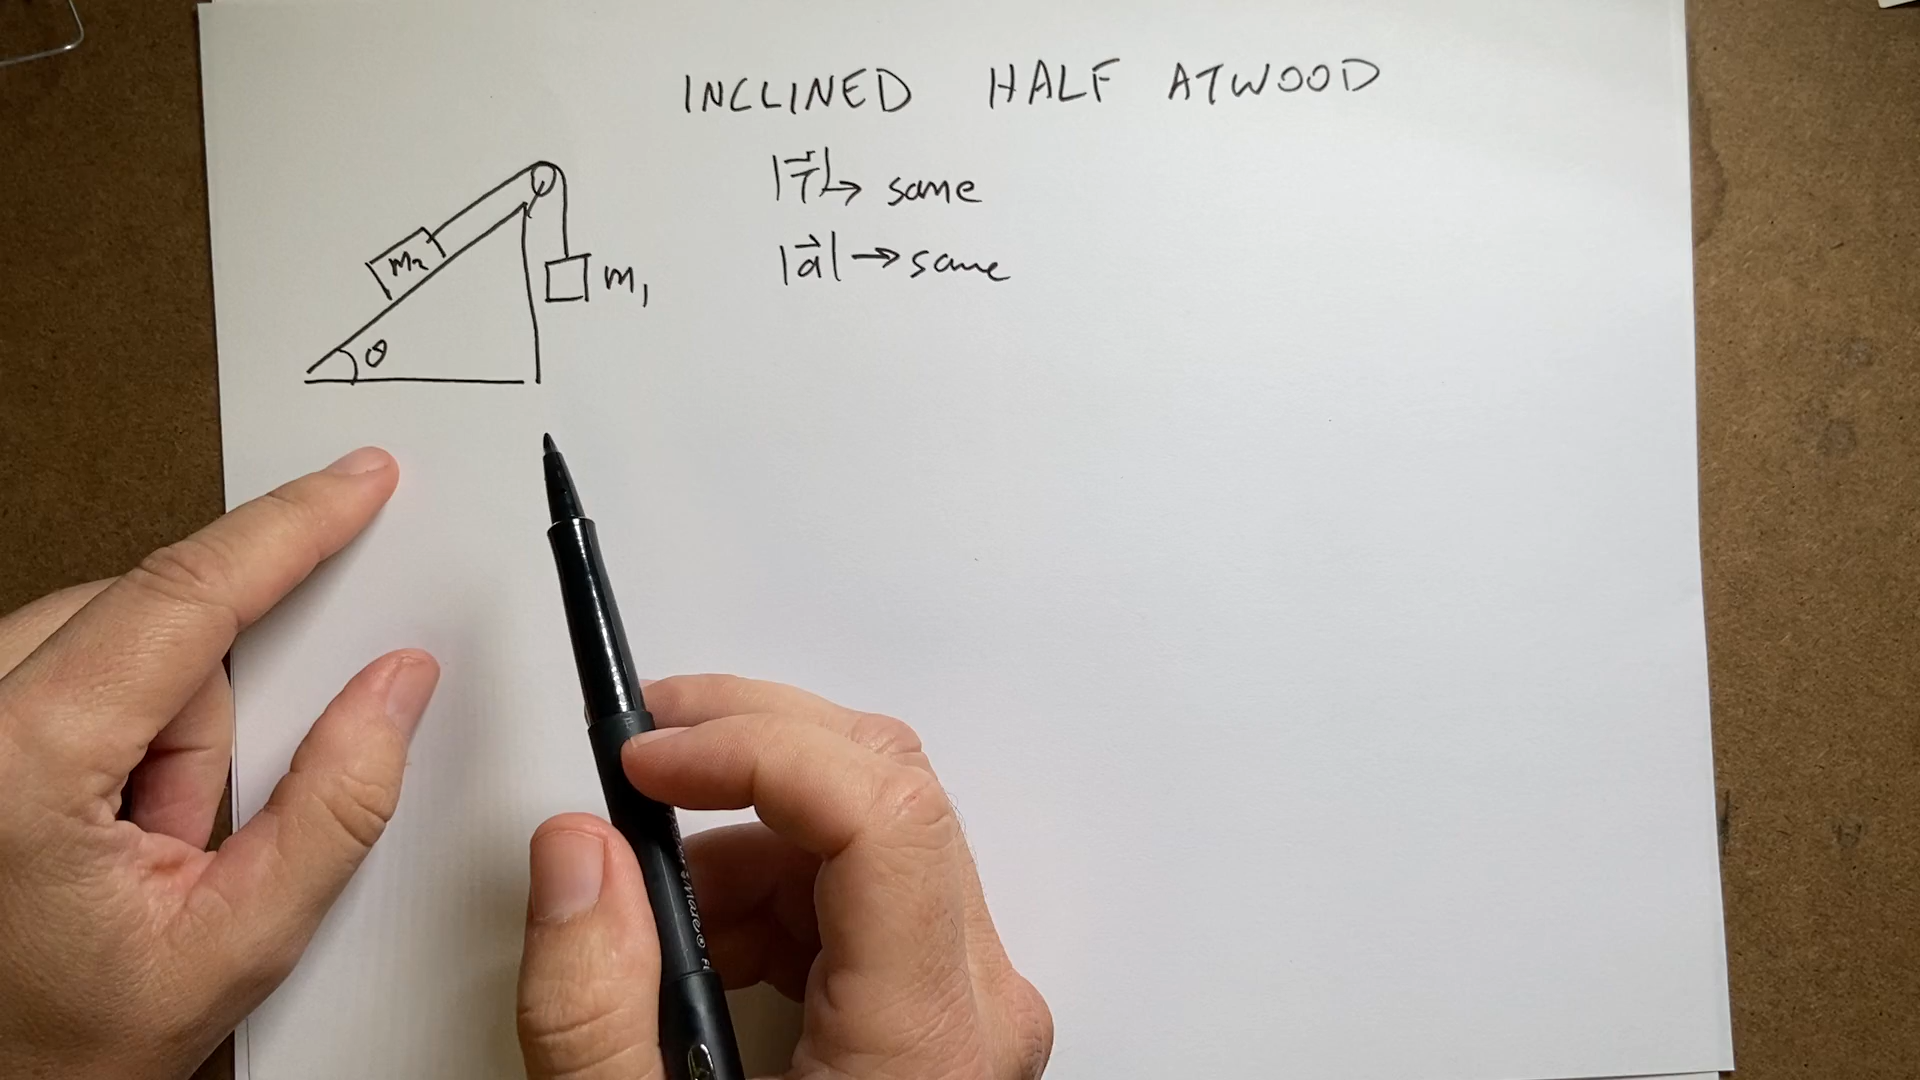 INCLINED HALF ATWOOD
|T⃗| → same
|a⃗| → same
m₂
m₁
θ